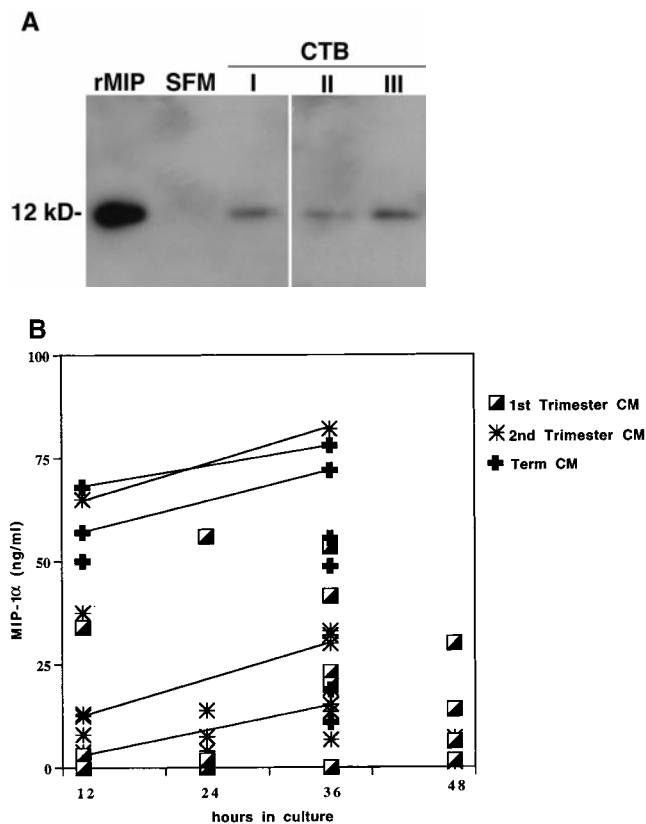 A
CTB
rMIP SFM I II III
12 kD-
B
100
75
50
25
0
MIP-1α (ng/ml)
12 24 36 48
hours in culture
1st Trimester CM
2nd Trimester CM
Term CM